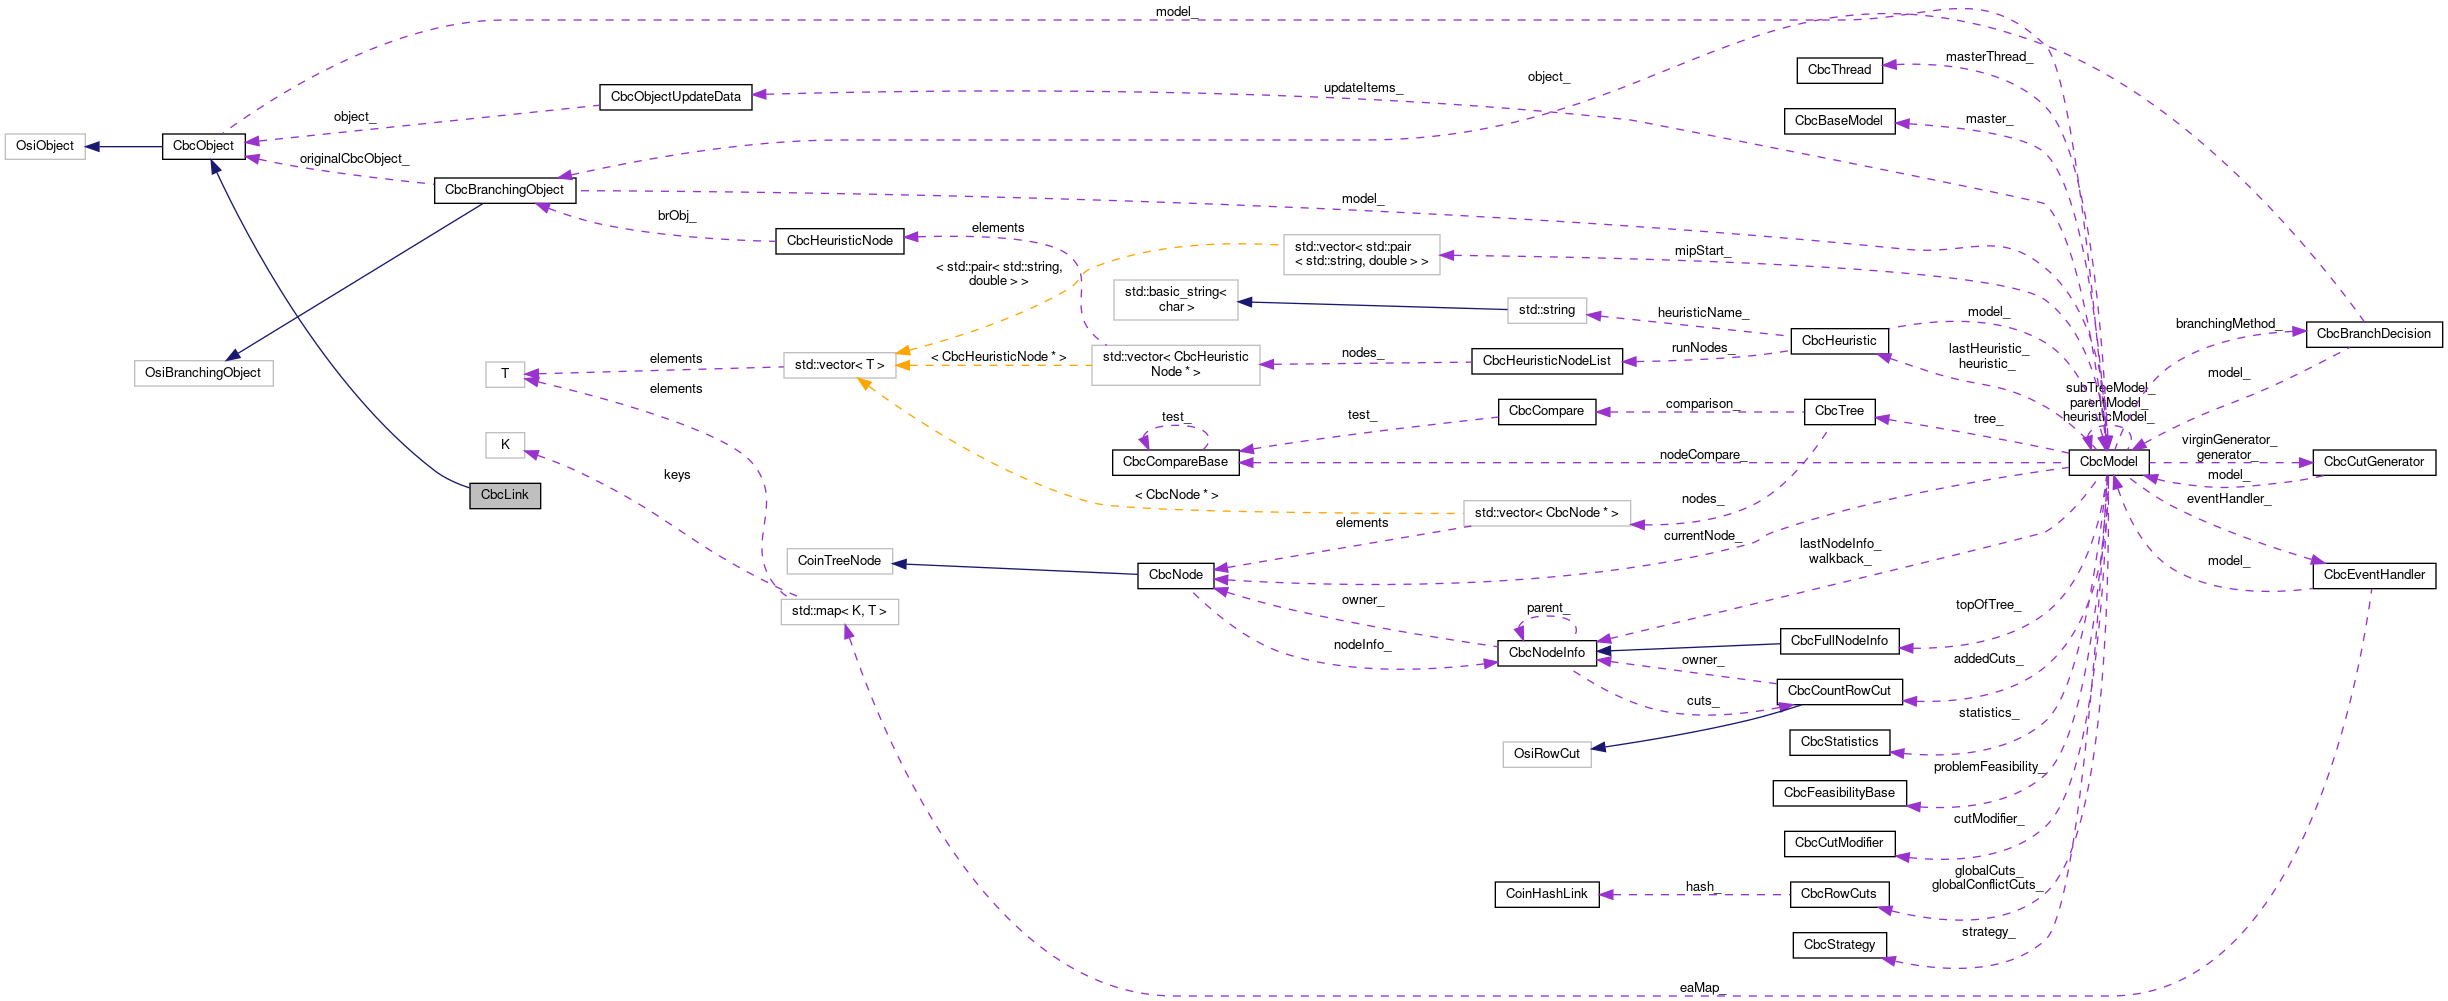 model_
masterThread_
CbcThread
object_
updateItems_
CbcObjectUpdateData
object_
master_
CbcBaseModel
OsiObject
CbcObject
originalCbcObject_
CbcBranchingObject
model_
brObj_
CbcHeuristicNode
elements
std::vector< std::pair
< std::string, double > >
mipStart_
< std::pair< std::string,
double > >
std::basic_string<
char >
std::string
heuristicName_
CbcHeuristic
model_
branchingMethod_
CbcBranchDecision
runNodes_
lastHeuristic_
heuristic_
elements
std::vector< T >
< CbcHeuristicNode * >
std::vector< CbcHeuristic
Node * >
nodes_
CbcHeuristicNodeList
OsiBranchingObject
T
elements
model_
subTreeModel_
parentModel_
heuristicModel_
test_
test_
CbcCompare
comparison_
CbcTree
tree_
K
virginGenerator_
generator_
CbcCompareBase
nodeCompare_
CbcModel
CbcCutGenerator
model_
keys
CbcLink
< CbcNode * >
std::vector< CbcNode * >
nodes_
eventHandler_
elements
currentNode_
lastNodeInfo_
walkback_
CoinTreeNode
CbcNode
model_
CbcEventHandler
std::map< K, T >
owner_
parent_
topOfTree_
nodeInfo_
CbcNodeInfo
CbcFullNodeInfo
owner_
addedCuts_
cuts_
CbcCountRowCut
statistics_
OsiRowCut
CbcStatistics
problemFeasibility_
CbcFeasibilityBase
cutModifier_
CbcCutModifier
globalCuts_
globalConflictCuts_
CoinHashLink
hash_
CbcRowCuts
strategy_
CbcStrategy
eaMap_